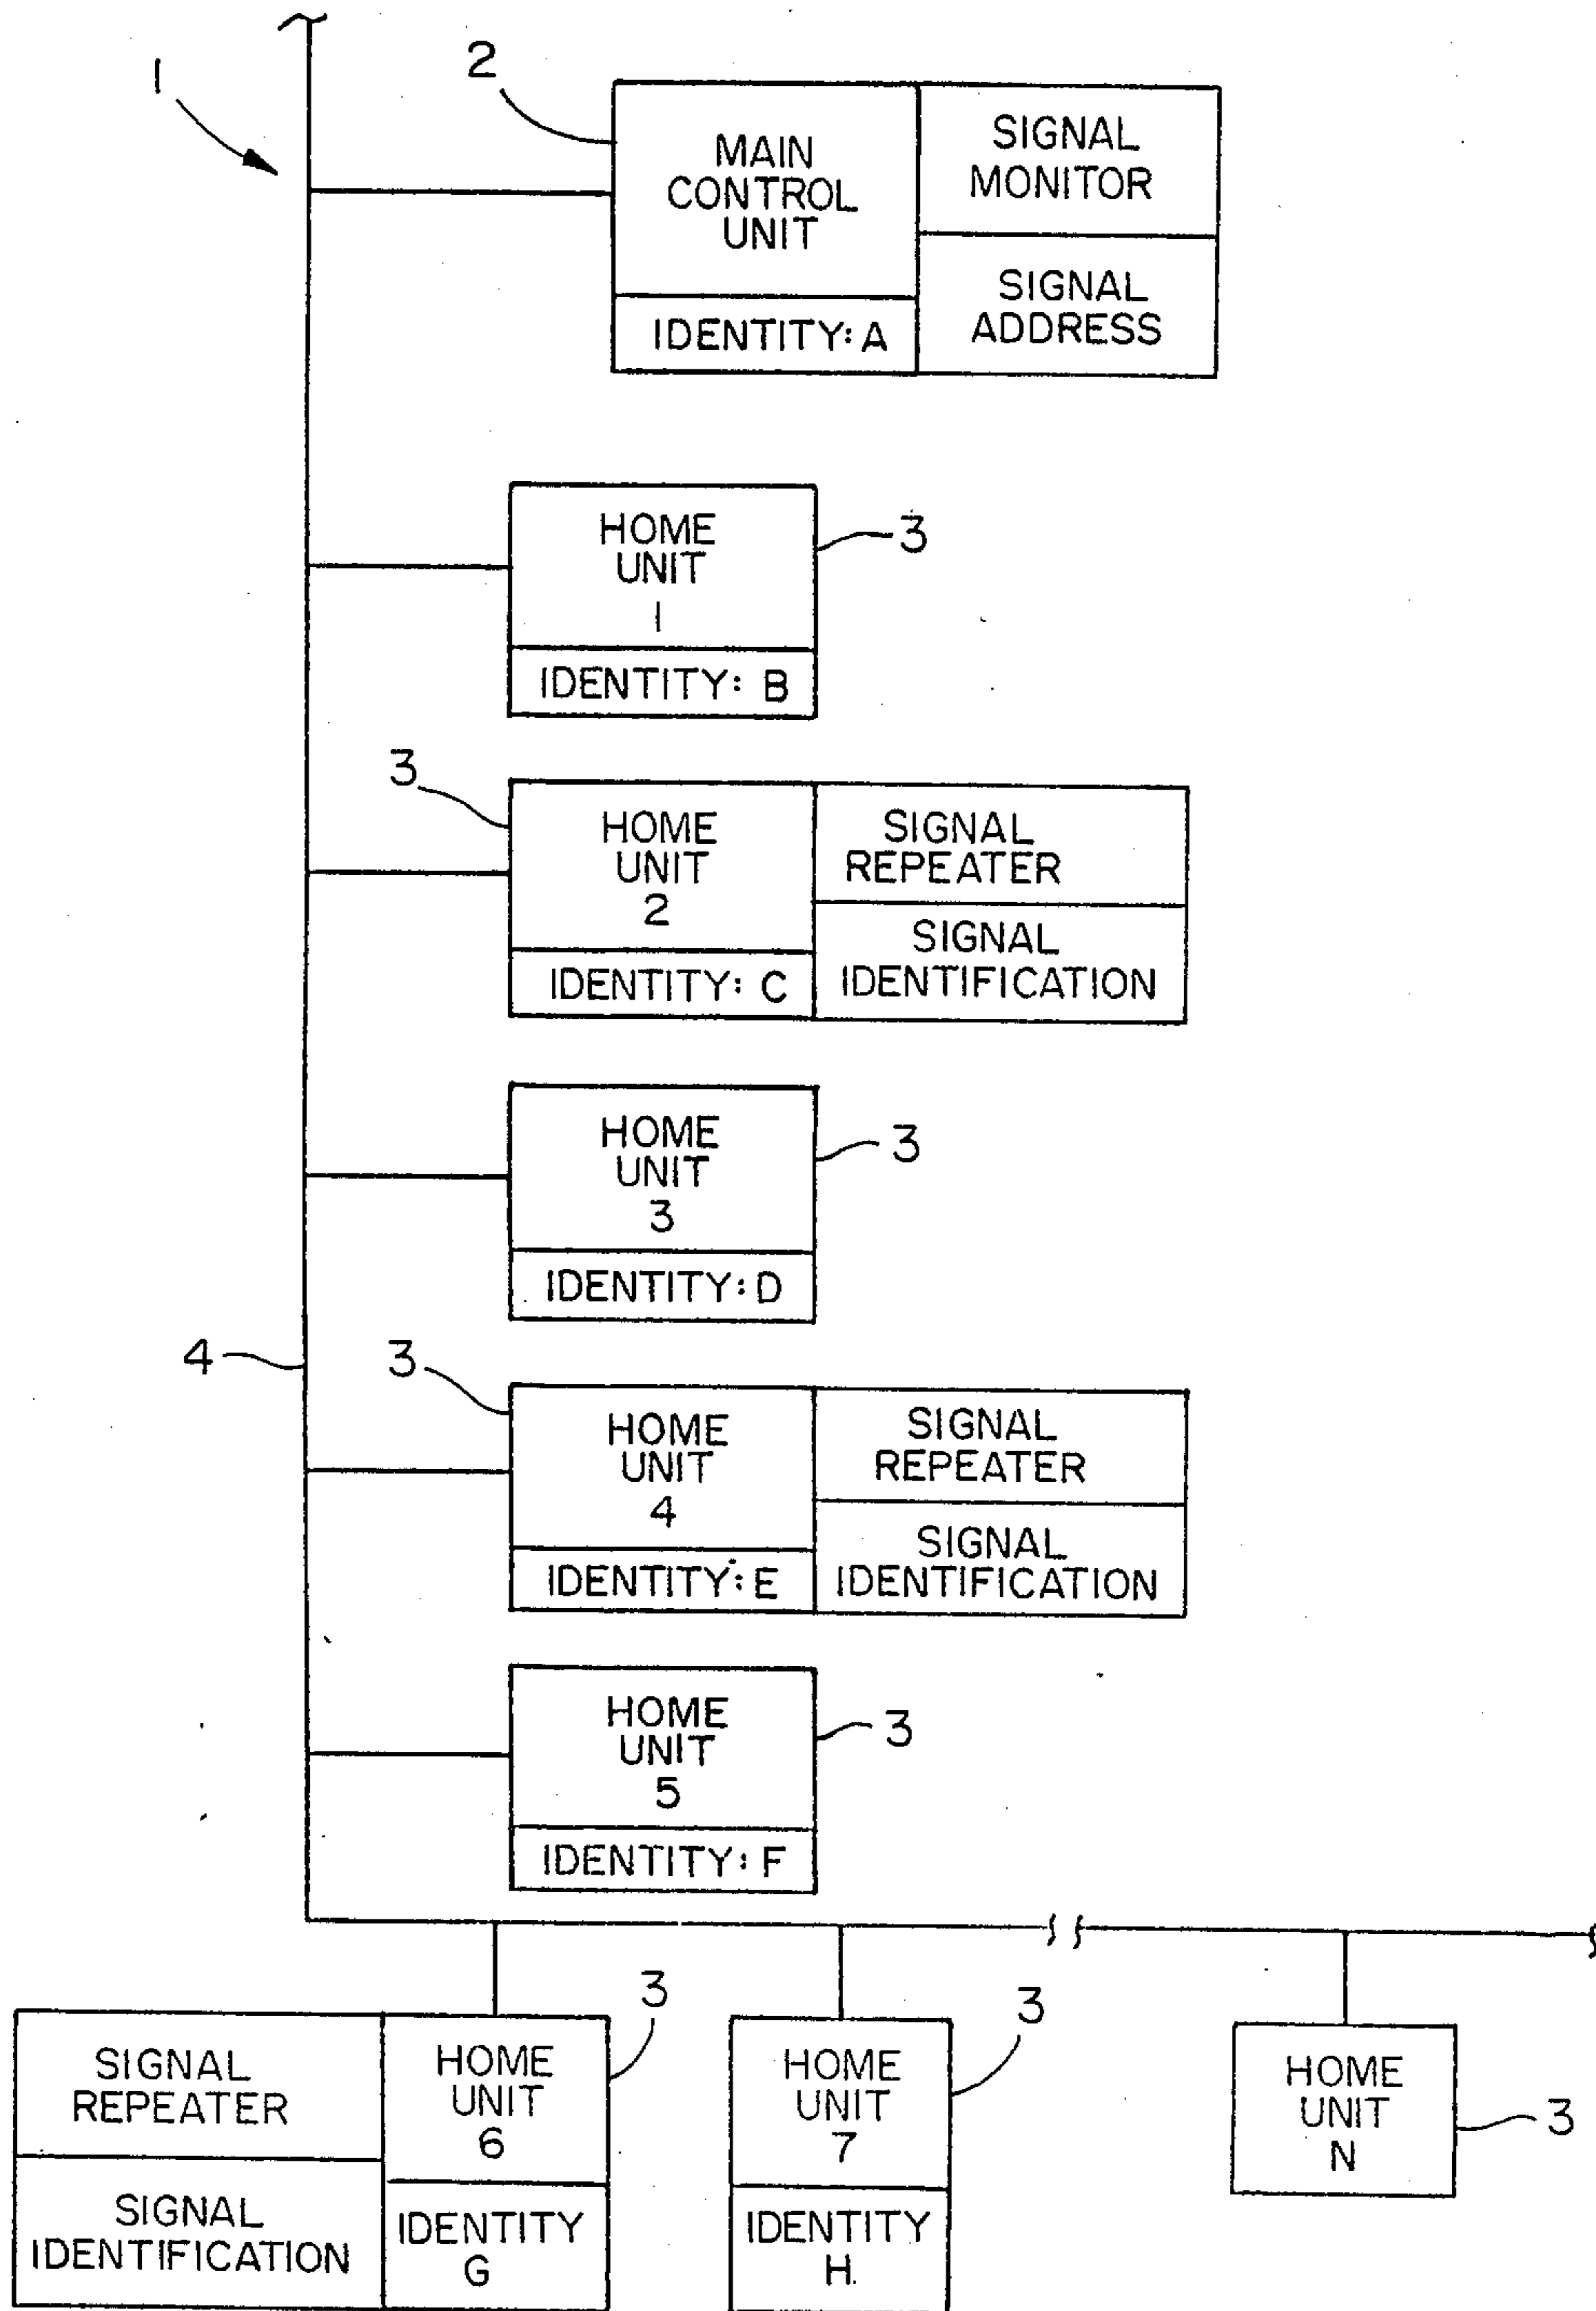 1
2
MAIN
CONTROL
UNIT
IDENTITY: A
SIGNAL
MONITOR
SIGNAL
ADDRESS
HOME
UNIT
1
IDENTITY: B
3
3
HOME
UNIT
2
IDENTITY: C
SIGNAL
REPEATER
SIGNAL
IDENTIFICATION
HOME
UNIT
3
IDENTITY: D
3
4
3
HOME
UNIT
4
IDENTITY: E
SIGNAL
REPEATER
SIGNAL
IDENTIFICATION
HOME
UNIT
5
IDENTITY: F
3
SIGNAL
REPEATER
SIGNAL
IDENTIFICATION
HOME
UNIT
6
IDENTITY
G
3
HOME
UNIT
7
IDENTITY
H
3
HOME
UNIT
N
3